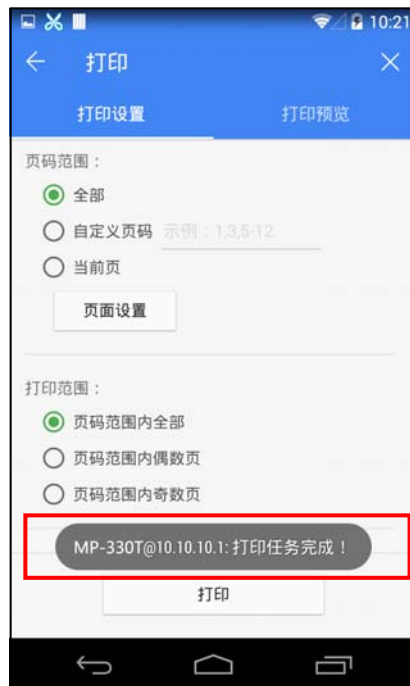 10:21
打印
打印设置
打印预览
页码范围：
全部
自定义页码 示例：1,3,5-12
当前页
页面设置
打印范围：
页码范围内全部
页码范围内偶数页
页码范围内奇数页
MP-330T@10.10.10.1:打印任务完成！
打印